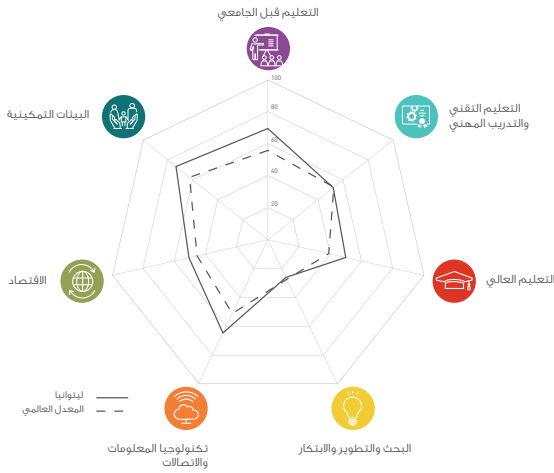 التعليم قبل الجامعي
100
80
60
40
20
التعليم التقني
والتدريب المهني
البيئات التمكينية
التعليم العالي
الاقتصاد
ليتوانيا
المعدل العالمي
البحث والتطوير والابتكار
تكنولوجيا المعلومات
والاتصالات